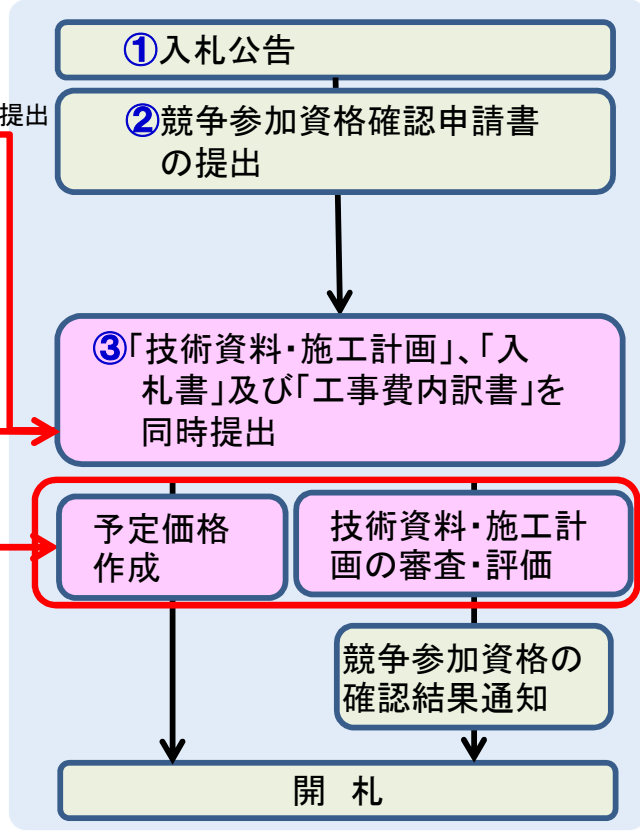 ①入札公告
提出
②競争参加資格確認申請書
の提出
③「技術資料・施工計画」、「入
札書」及び「工事費内訳書」を
同時提出
予定価格
作成
技術資料・施工計
画の審査・評価
競争参加資格の
確認結果通知
開 札